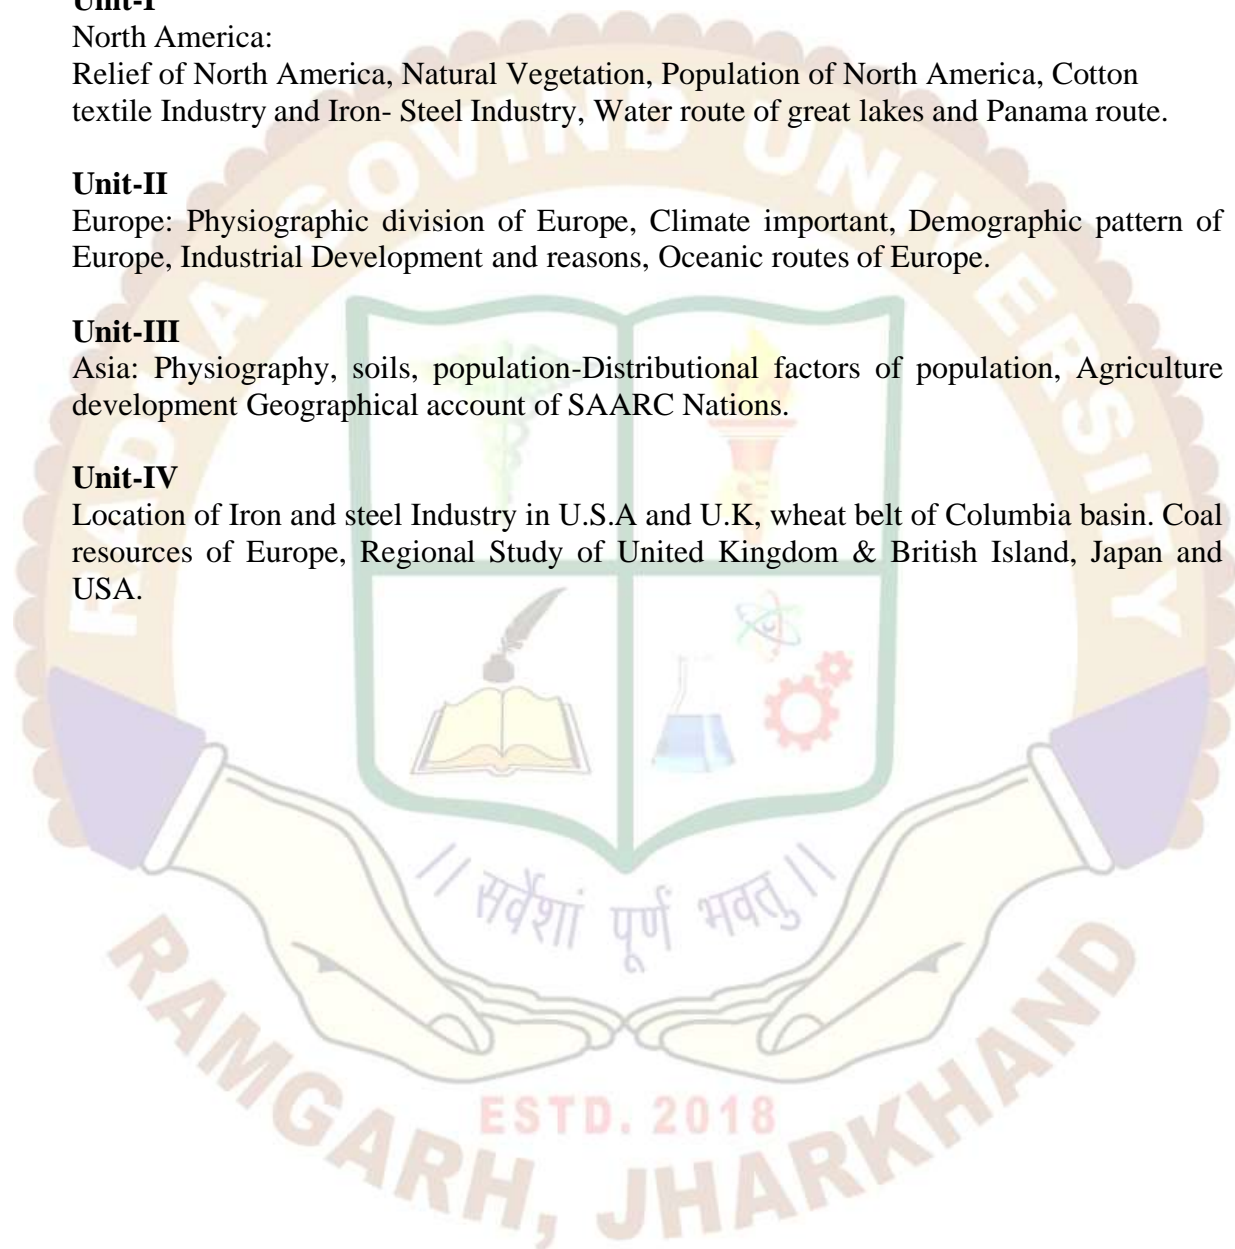 Unit-I
North America:
Relief of North America, Natural Vegetation, Population of North America, Cotton
textile Industry and Iron- Steel Industry, Water route of great lakes and Panama route.
Unit-II
Europe: Physiographic division of Europe, Climate important, Demographic pattern of
Europe, Industrial Development and reasons, Oceanic routes of Europe.
Unit-III
Asia: Physiography, soils, population-Distributional factors of population, Agriculture
development Geographical account of SAARC Nations.
Unit-IV
Location of Iron and steel Industry in U.S.A and U.K, wheat belt of Columbia basin. Coal
resources of Europe, Regional Study of United Kingdom & British Island, Japan and
USA.
RADHA GOVIND UNIVERSITY
// सर्वेशां पूर्ण भवतु //
ESTD. 2018
RAMGARH, JHARKHAND